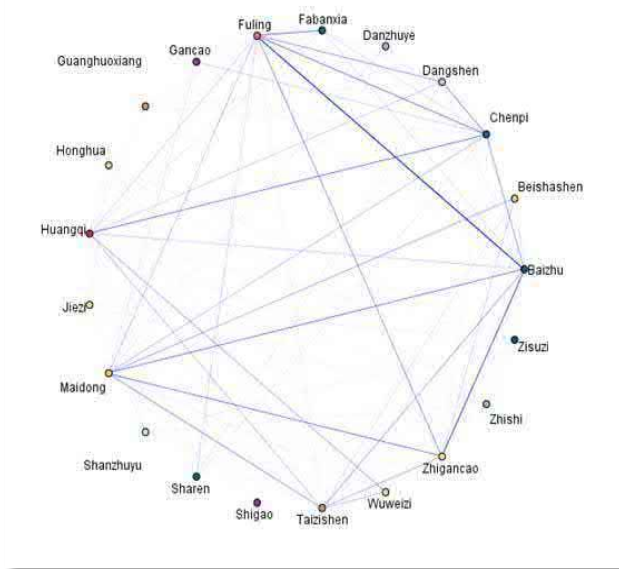 Fuling
Fabanxia
Danzhuye
Gancao
Guanghuoxiang
Dangshen
Chenpi
Honghua
Beishashen
Huangqi
Baizhu
Jiezi
Zisuzi
Maidong
Zhishi
Shanzhuyu
Zhigancao
Sharen
Wuweizi
Shigao
Taizishen